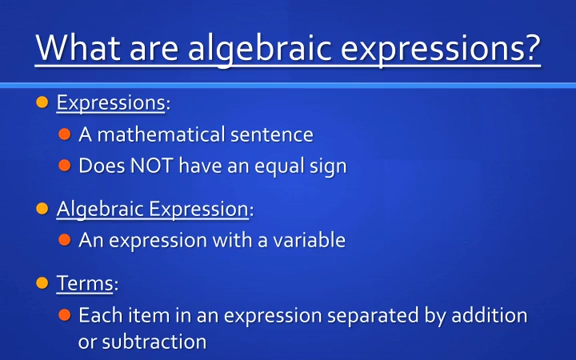 What are algebraic expressions?
Expressions:
A mathematical sentence
Does NOT have an equal sign
Algebraic Expression:
An expression with a variable
Terms:
Each item in an expression separated by addition
or subtraction